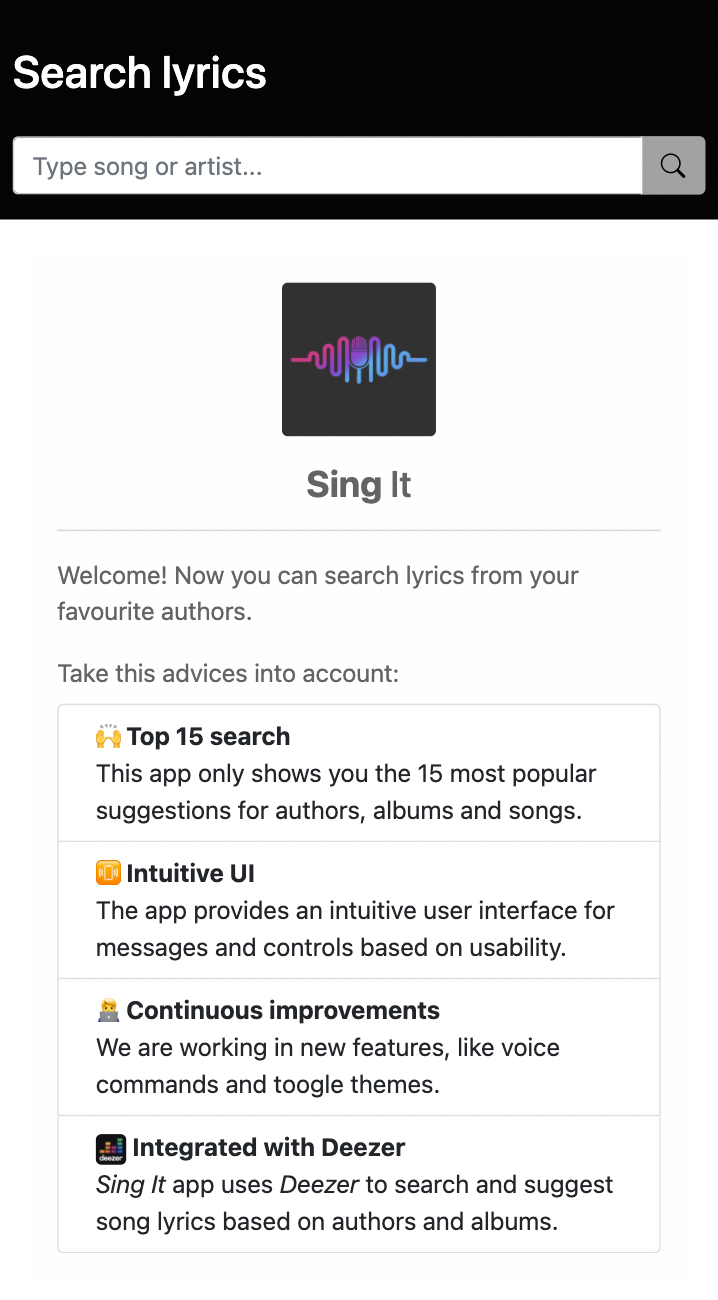 Search lyrics
Type song or artist...
Sing It
Welcome! Now you can search lyrics from your
favourite authors.
Take this advices into account:
🙌 Top 15 search
This app only shows you the 15 most popular
suggestions for authors, albums and songs.
📳 Intuitive UI
The app provides an intuitive user interface for
messages and controls based on usability.
👨‍💻 Continuous improvements
We are working in new features, like voice
commands and toogle themes.
deezer Integrated with Deezer
Sing It app uses Deezer to search and suggest
song lyrics based on authors and albums.